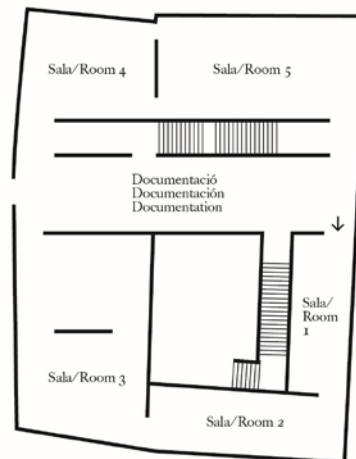 Sala/Room 4
Sala/Room 5
Documentació
Documentación
Documentation
Sala/
Room
1
Sala/Room 3
Sala/Room 2